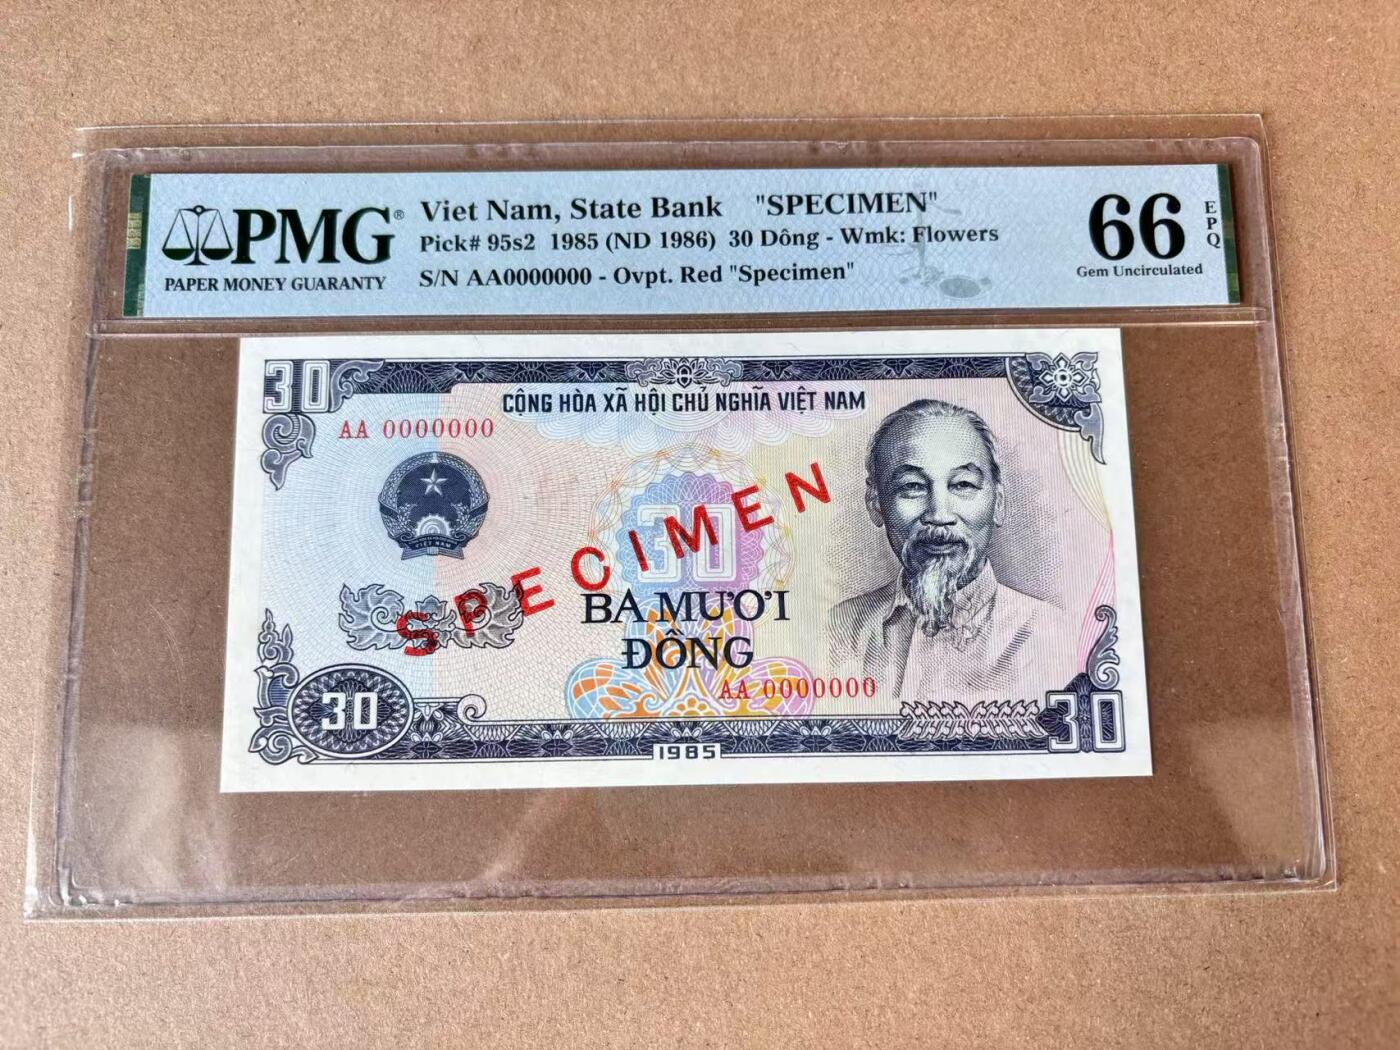 PMG®
PAPER MONEY GUARANTY
Viet Nam, State Bank "SPECIMEN"
Pick# 95s2 1985 (ND 1986) 30 Dông - Wmk: Flowers
S/N AA0000000 - Ovpt. Red "Specimen"
66
EPQ
Gem Uncirculated
30
CỘNG HÒA XÃ HỘI CHỦ NGHĨA VIỆT NAM
AA 0000000
VIỆT NAM
30
SPECIMEN
BA MƯƠI
ĐỒNG
AA 0000000
30
1985
30